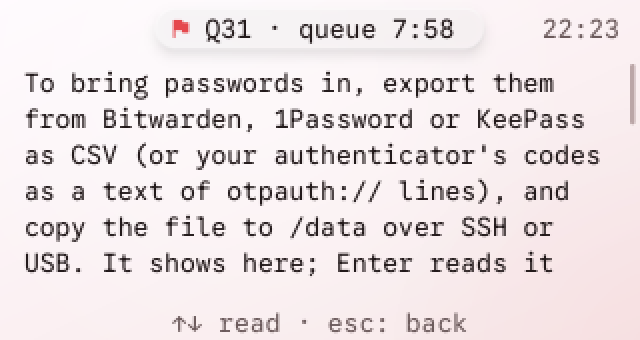 Q31 · queue 7:58
22:23
To bring passwords in, export them
from Bitwarden, 1Password or KeePass
as CSV (or your authenticator's codes
as a text of otpauth:// lines), and
copy the file to /data over SSH or
USB. It shows here; Enter reads it
↑↓ read · esc: back